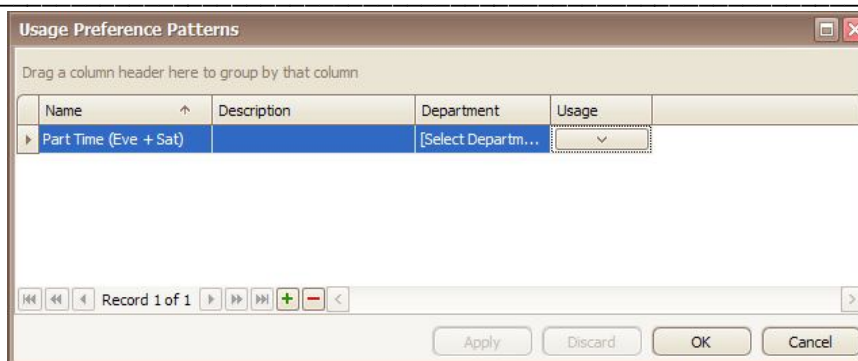 Usage Preference Patterns
Drag a column header here to group by that column
Name Description Department Usage
Part Time (Eve + Sat) [Select Departm...
Record 1 of 1
Apply Discard OK Cancel